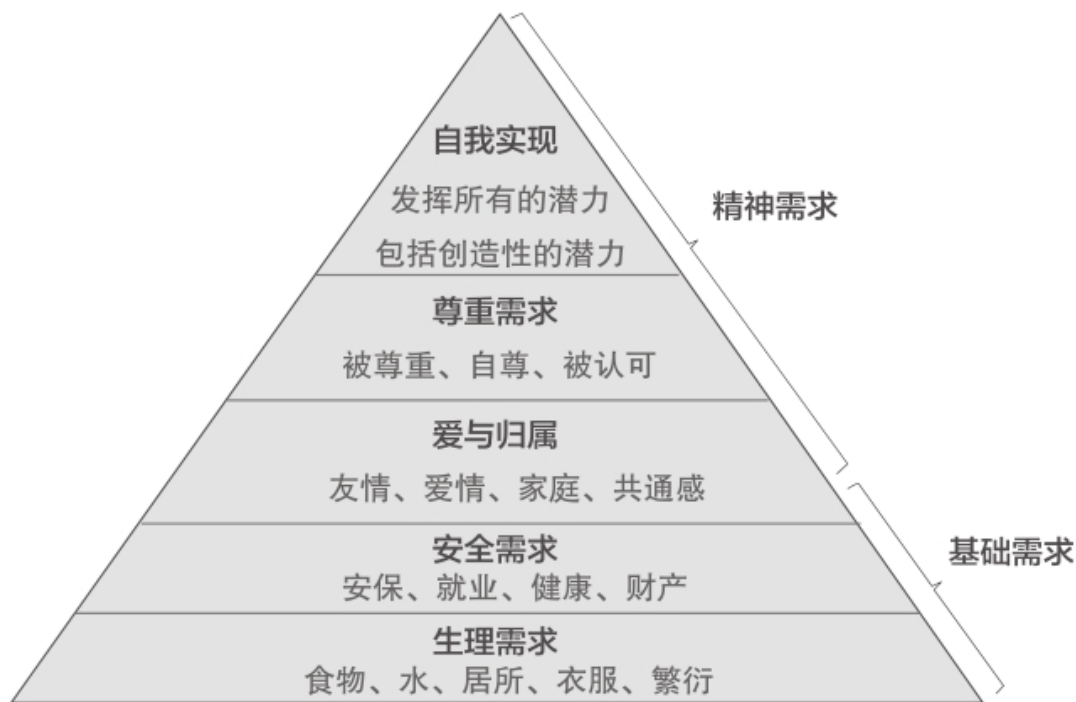 自我实现
发挥所有的潜力
包括创造性的潜力
精神需求
尊重需求
被尊重、自尊、被认可
爱与归属
友情、爱情、家庭、共通感
安全需求
安保、就业、健康、财产
基础需求
生理需求
食物、水、居所、衣服、繁衍